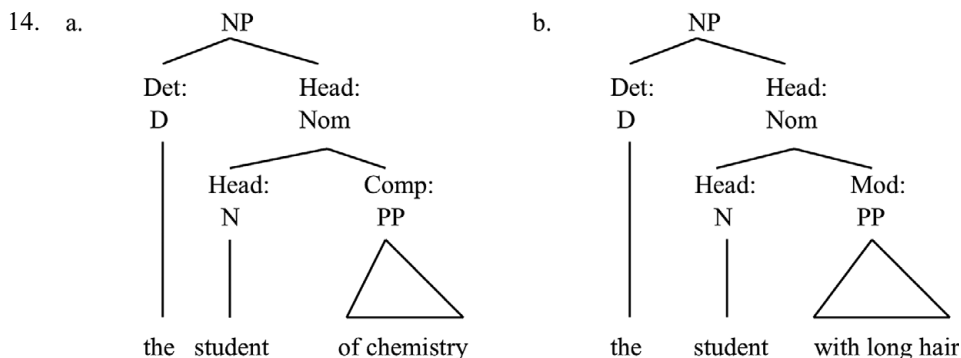 14. a. NP b. NP
Det: Head: Det: Head:
D Nom D Nom
Head: Comp: Head: Mod:
N PP N PP
the student of chemistry the student with long hair